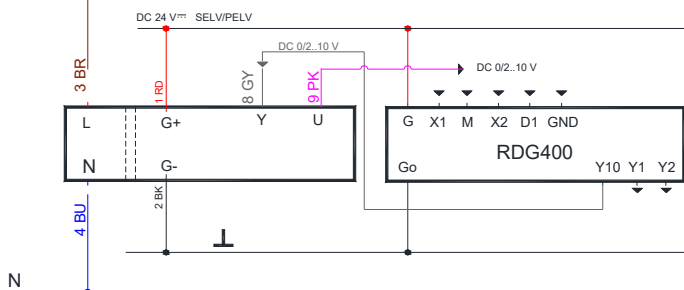 DC 24 V⎓ SELV/PELV
DC 0/2..10 V
3 BR
1 RD
8 GY
9 PK
DC 0/2..10 V
L
G+
Y
U
G
X1
M
X2
D1
GND
RDG400
N
G-
Go
Y10
Y1
Y2
4 BU
2 BK
N